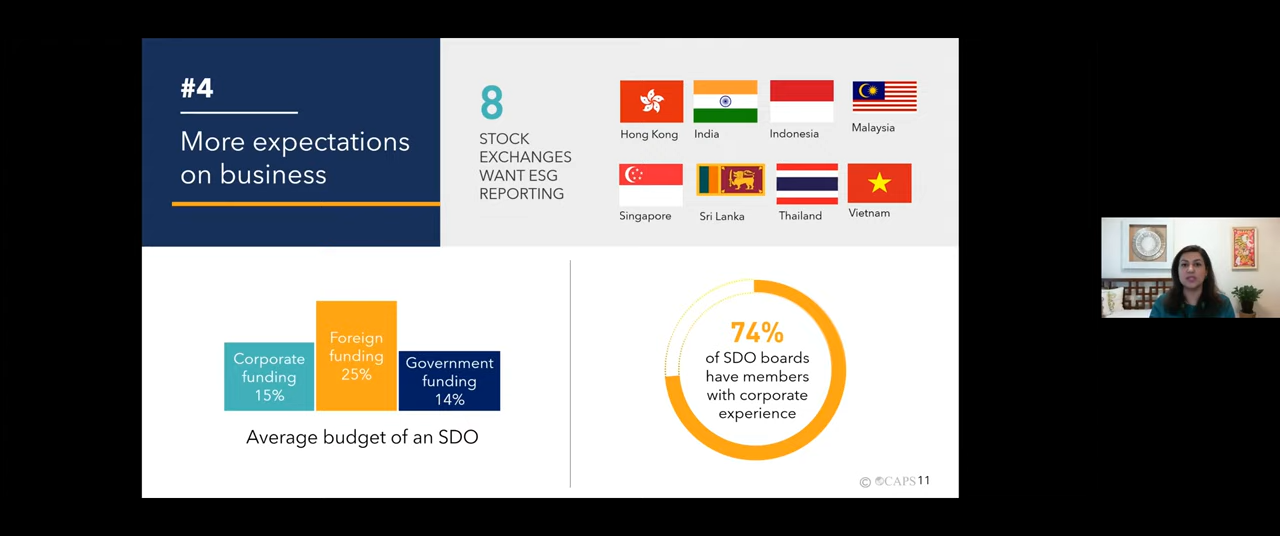 #4
More expectations
on business
8
STOCK
EXCHANGES
WANT ESG
REPORTING
Hong Kong
India
Indonesia
Malaysia
Singapore
Sri Lanka
Thailand
Vietnam
Corporate
funding
15%
Foreign
funding
25%
Government
funding
14%
Average budget of an SDO
74%
of SDO boards
have members
with corporate
experience
© CAPS 11